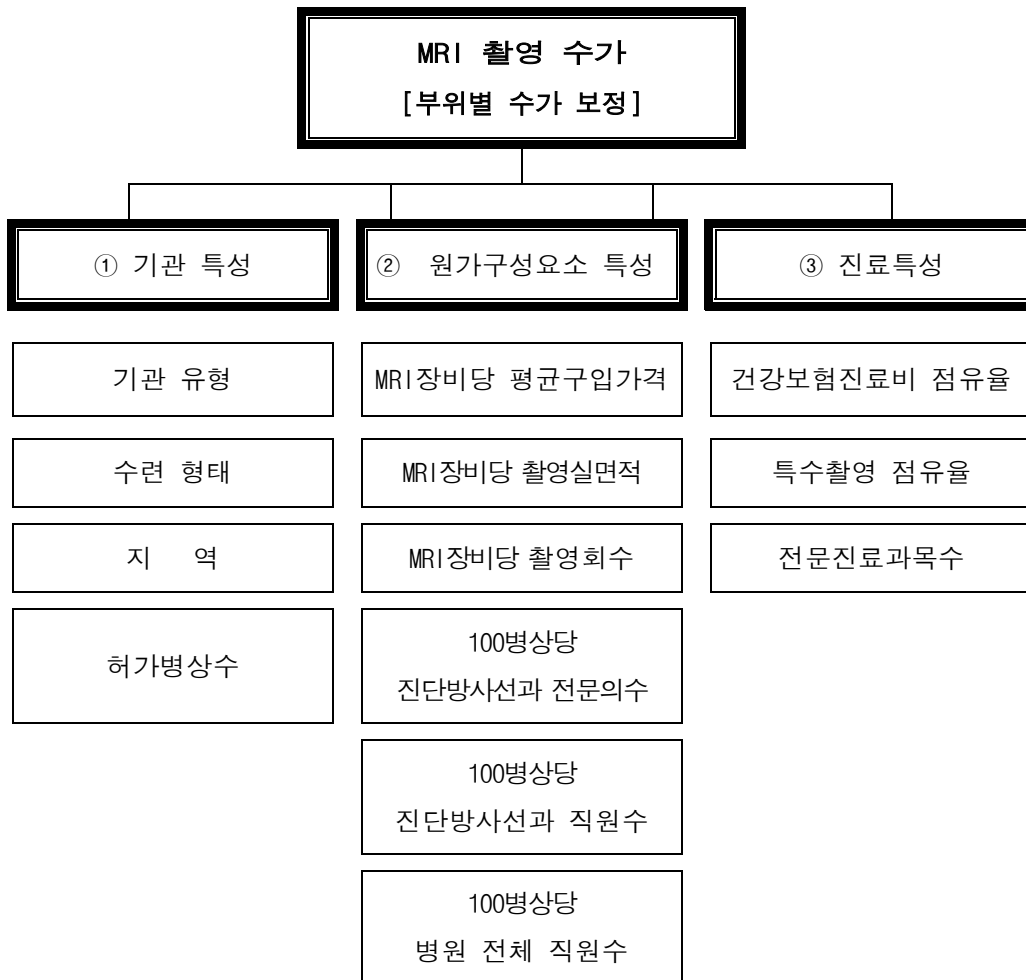 MRI 촬영 수가
[부위별 수가 보정]
① 기관 특성
② 원가구성요소 특성
③ 진료특성
기관 유형
MRI장비당 평균구입가격
건강보험진료비 점유율
수련 형태
MRI장비당 촬영실면적
특수촬영 점유율
지 역
MRI장비당 촬영회수
전문진료과목수
허가병상수
100병상당
진단방사선과 전문의수
100병상당
진단방사선과 직원수
100병상당
병원 전체 직원수